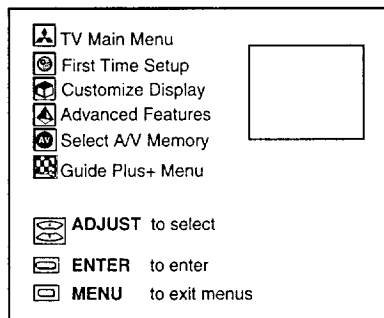 TV Main Menu
First Time Setup
Customize Display
Advanced Features
AV Select A/V Memory
Guide Plus+ Menu
ADJUST to select
ENTER to enter
MENU to exit menus